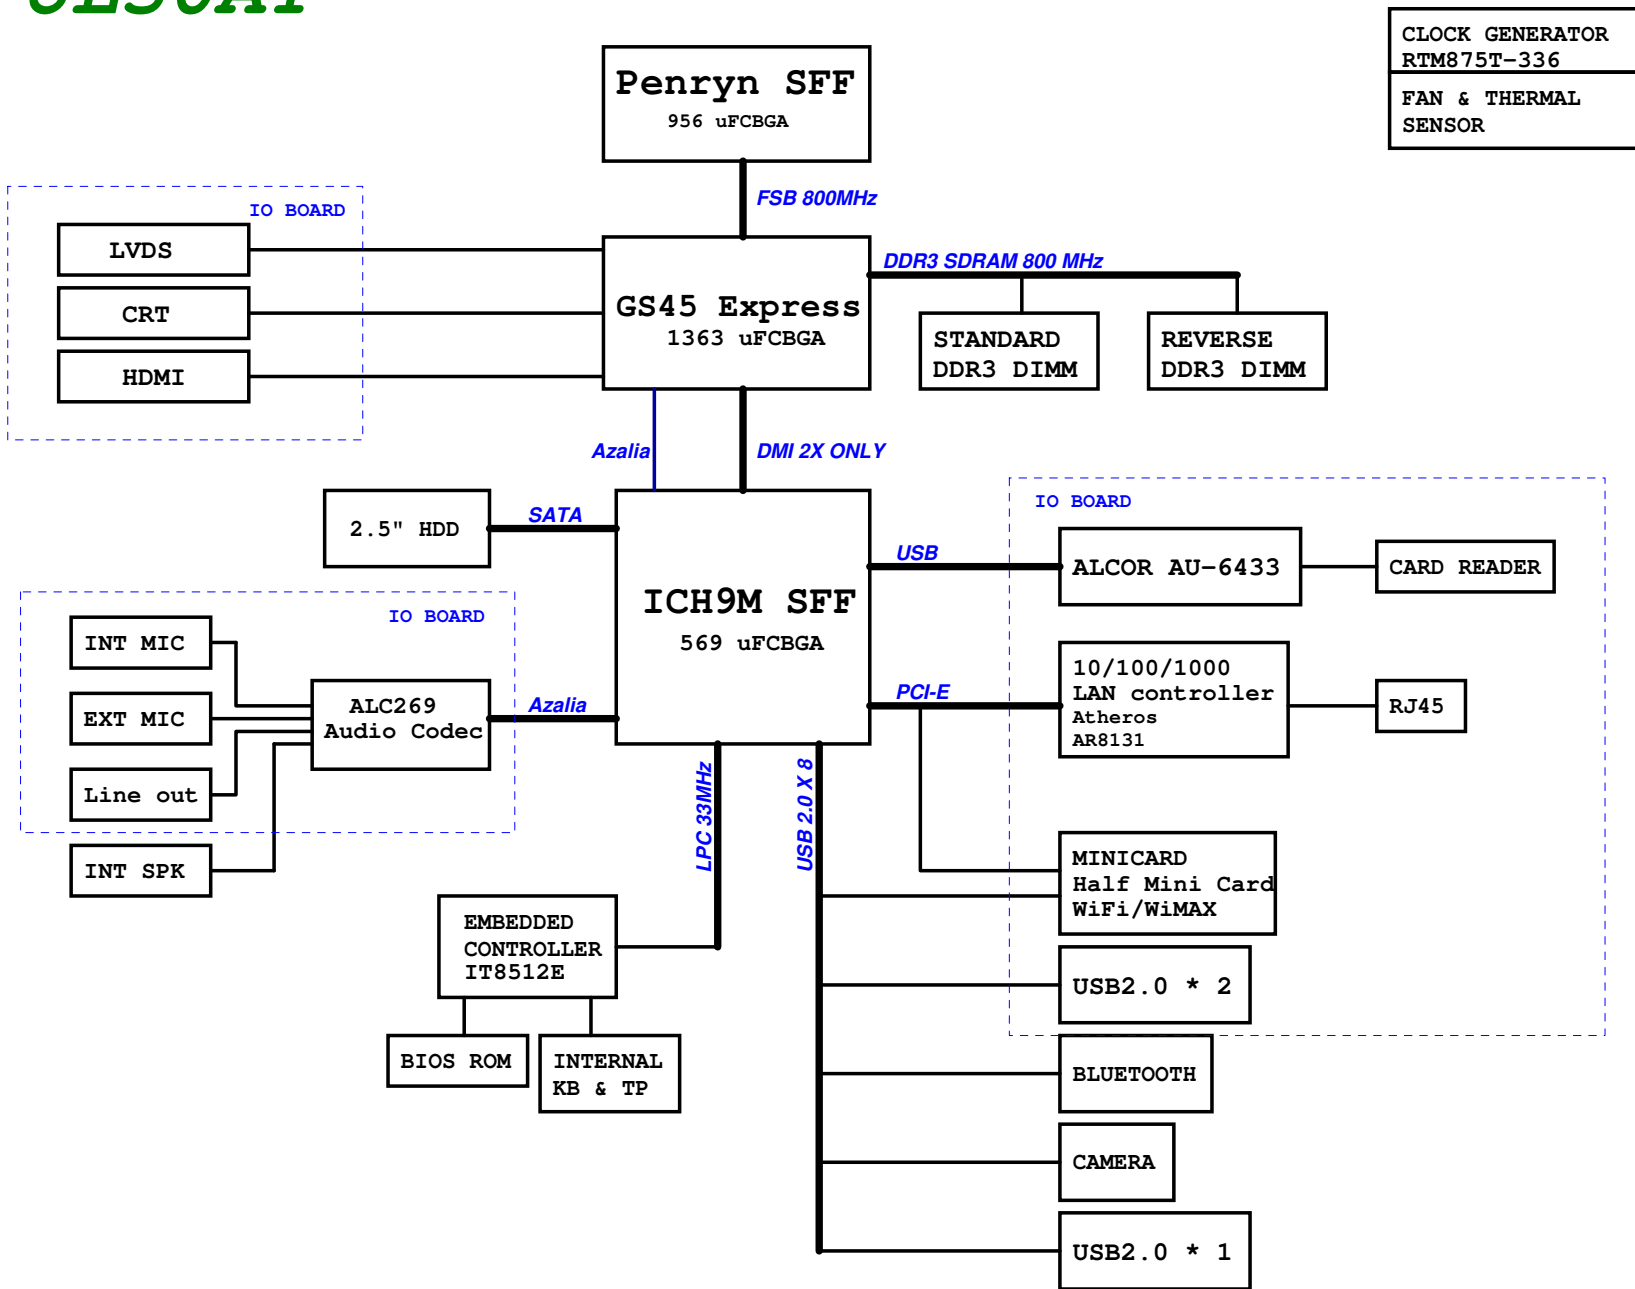 CLOCK GENERATOR
RTM875T-336
FAN & THERMAL
SENSOR
Penryn SFF
956 uFCBGA
FSB 800MHz
IO BOARD
LVDS
CRT
HDMI
GS45 Express
1363 uFCBGA
DDR3 SDRAM 800 MHz
STANDARD
DDR3 DIMM
REVERSE
DDR3 DIMM
Azalia
DMI 2X ONLY
2.5" HDD
SATA
ICH9M SFF
569 uFCBGA
USB
IO BOARD
ALCOR AU-6433
CARD READER
IO BOARD
INT MIC
EXT MIC
Line out
INT SPK
ALC269
Audio Codec
Azalia
PCI-E
10/100/1000
LAN controller
Atheros
AR8131
RJ45
LPC 33MHz
USB 2.0 X 8
MINICARD
Half Mini Card
WiFi/WiMAX
EMBEDDED
CONTROLLER
IT8512E
BIOS ROM
INTERNAL
KB & TP
USB2.0 * 2
BLUETOOTH
CAMERA
USB2.0 * 1